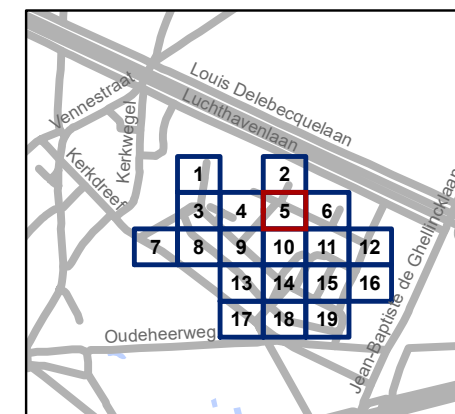 Louis Delebecquelaan
Luchthavenlaan
Vennestraat
Kerkwegel
Kerkdreef
1 2
3 4 5 6
7 8 9 10 11 12
13 14 15 16
17 18 19
Oudeheerweg
Jean-Baptiste de Ghellincklaan